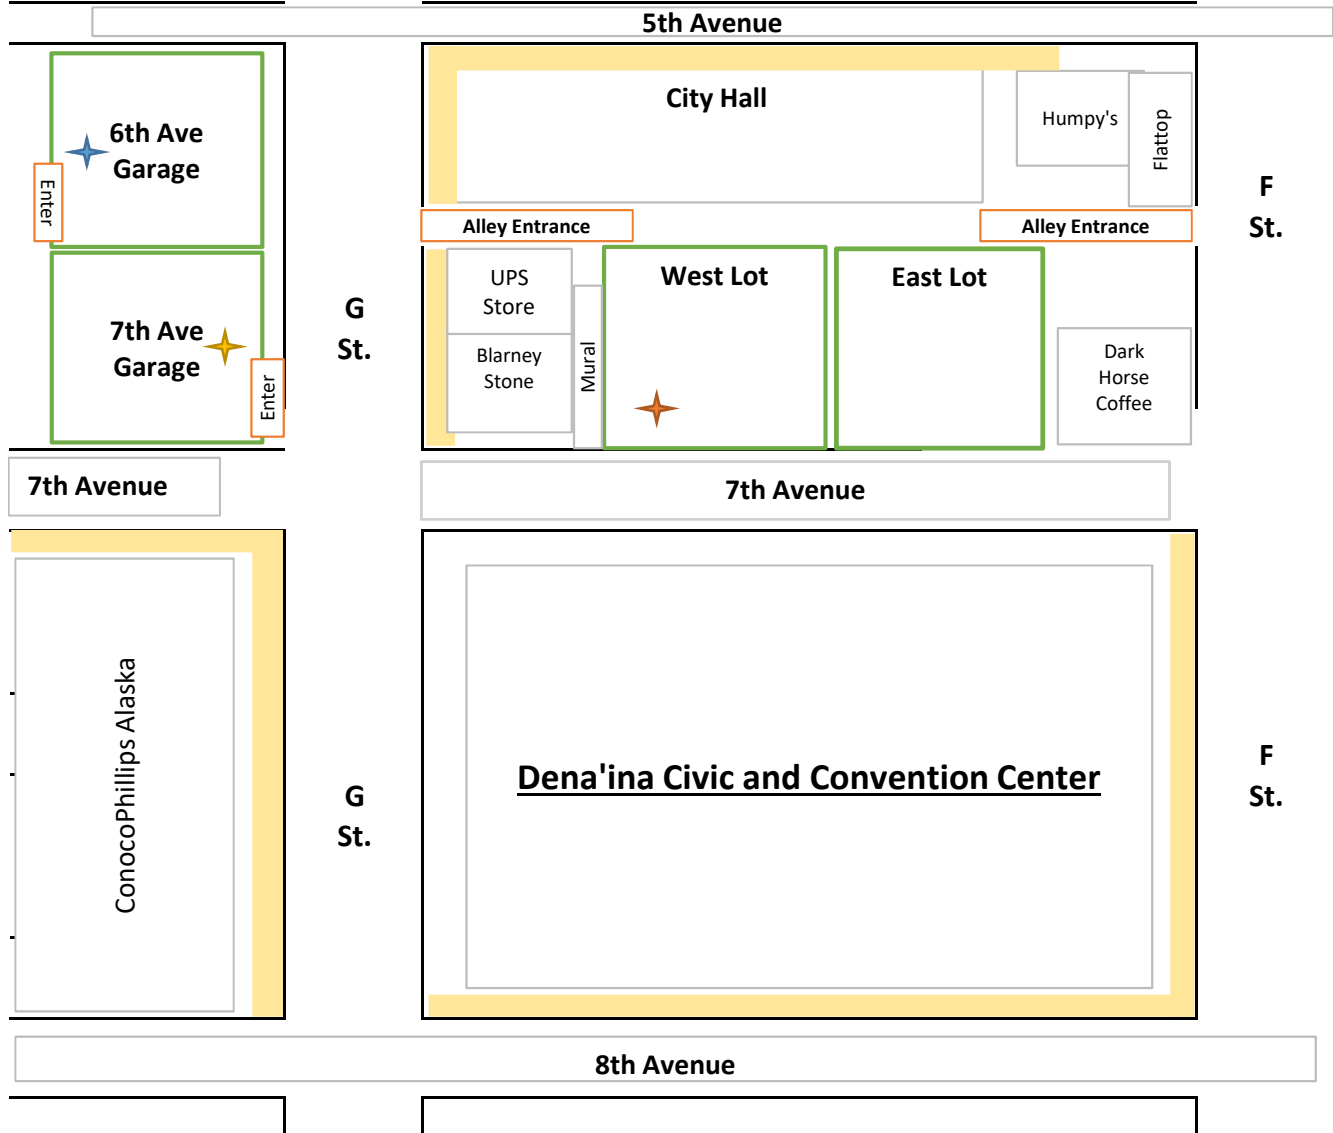 5th Avenue
6th Ave
Garage
Enter
City Hall
Humpy's
Flattop
F
St.
Alley Entrance
Alley Entrance
7th Ave
Garage
Enter
G
St.
UPS
Store
Blarney
Stone
Mural
West Lot
East Lot
Dark
Horse
Coffee
7th Avenue
7th Avenue
ConocoPhillips Alaska
G
St.
Dena'ina Civic and Convention Center
F
St.
8th Avenue